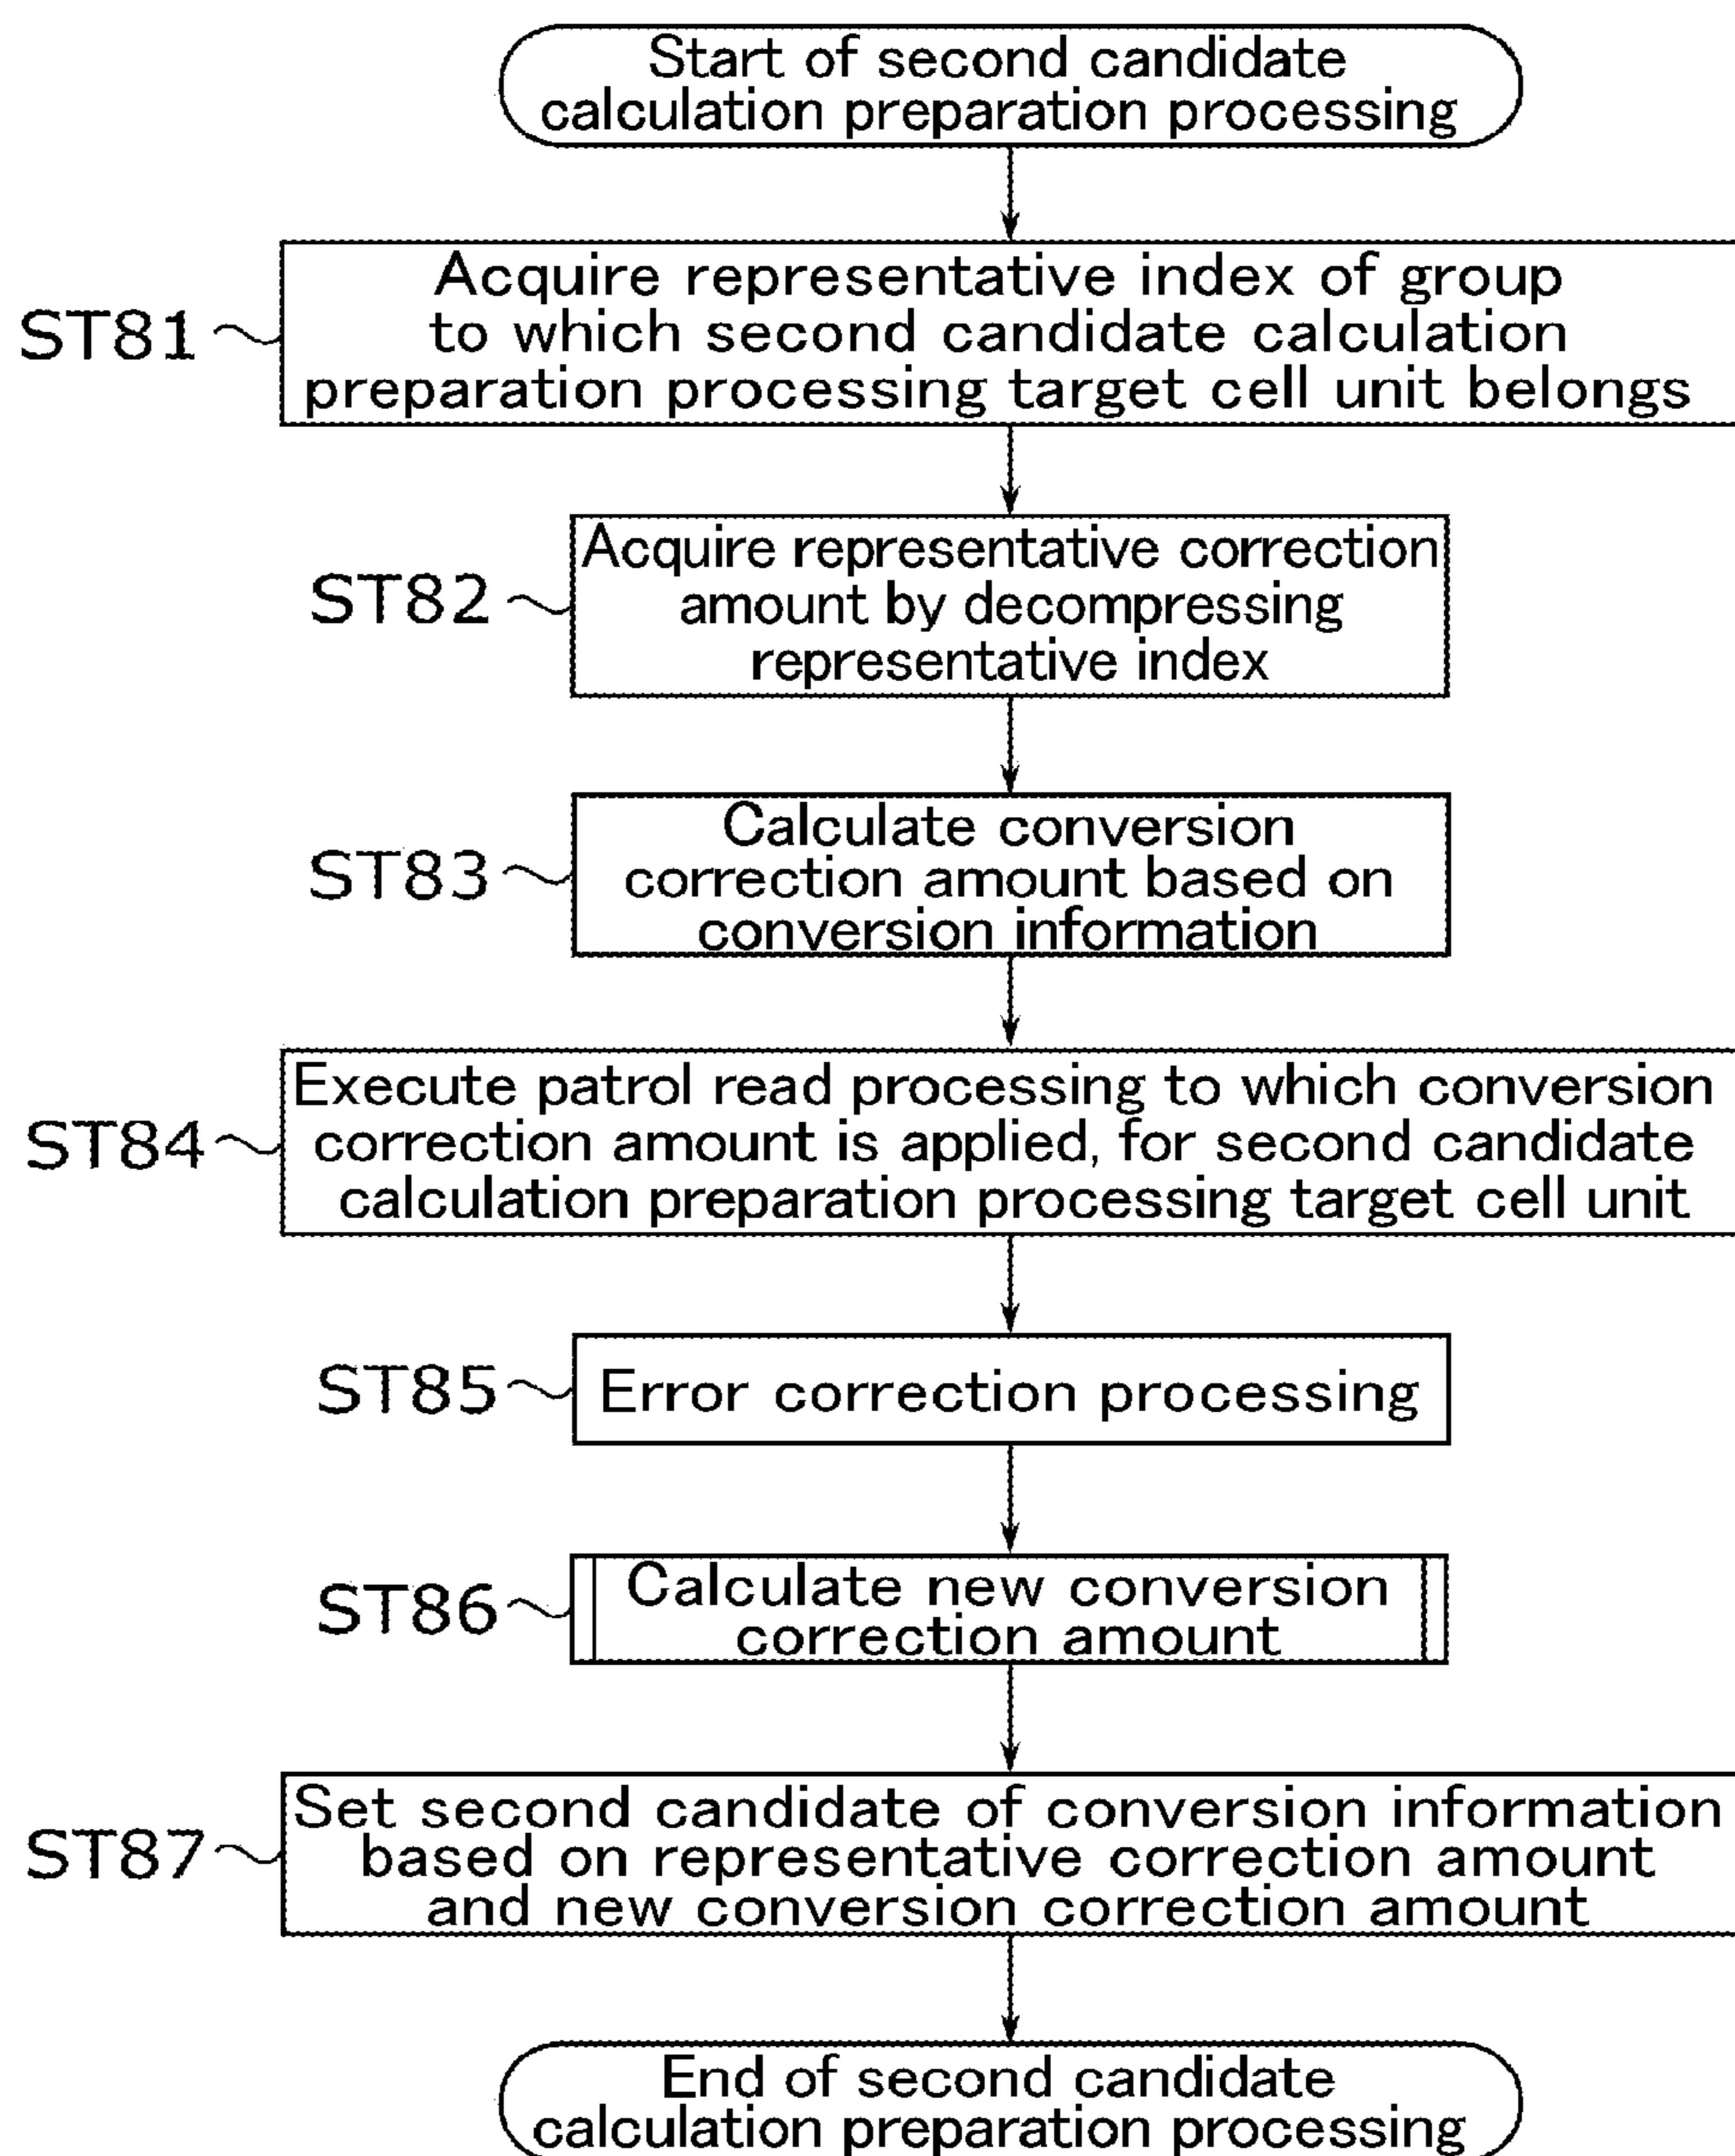 Start of second candidate
calculation preparation processing
ST81
Acquire representative index of group
to which second candidate calculation
preparation processing target cell unit belongs
ST82
Acquire representative correction
amount by decompressing
representative index
ST83
Calculate conversion
correction amount based on
conversion information
ST84
Execute patrol read processing to which conversion
correction amount is applied, for second candidate
calculation preparation processing target cell unit
ST85
Error correction processing
ST86
Calculate new conversion
correction amount
ST87
Set second candidate of conversion information
based on representative correction amount
and new conversion correction amount
End of second candidate
calculation preparation processing